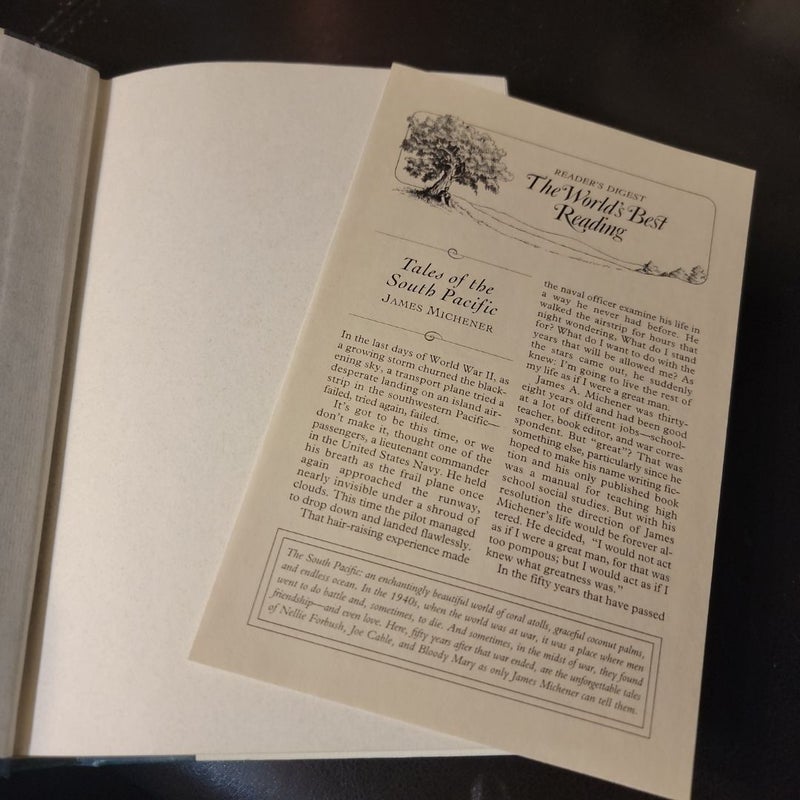 READER'S DIGEST
The World's Best
Reading
Tales of the
South Pacific
JAMES MICHENER
In the last days of World War II, as
a growing storm churned the black-
ening sky, a transport plane tried a
desperate landing on an island air-
strip in the southwestern Pacific—
failed, tried again, failed.
It's got to be this time, or we
don't make it, thought one of the
passengers, a lieutenant commander
in the United States Navy. He held
his breath as the frail plane once
again approached the runway,
nearly invisible under a shroud of
clouds. This time the pilot managed
to drop down and landed flawlessly.
That hair-raising experience made
the naval officer examine his life in
a way he never had before. He
walked the airstrip for hours that
night wondering, What do I stand
for? What do I want to do with the
years that will be allowed me? As
the stars came out, he suddenly
knew: I'm going to live the rest of
my life as if I were a great man.
James A. Michener was thirty-
eight years old and had been good
at a lot of different jobs—school-
teacher, book editor, and war corre-
spondent. But "great"? That was
something else, particularly since he
hoped to make his name writing fic-
tion and his only published book
was a manual for teaching high
school social studies. But with his
resolution the direction of James
Michener's life would be forever al-
tered. He decided, "I would not act
as if I were a great man, for that was
too pompous; but I would act as if I
knew what greatness was."
In the fifty years that have passed
The South Pacific: an enchantingly beautiful world of coral atolls, graceful coconut palms,
and endless ocean. In the 1940s, when the world was at war, it was a place where men
went to do battle and, sometimes, to die. And sometimes, in the midst of war, they found
friendship—and even love. Here, fifty years after that war ended, are the unforgettable tales
of Nellie Forbush, Joe Cable, and Bloody Mary as only James Michener can tell them.